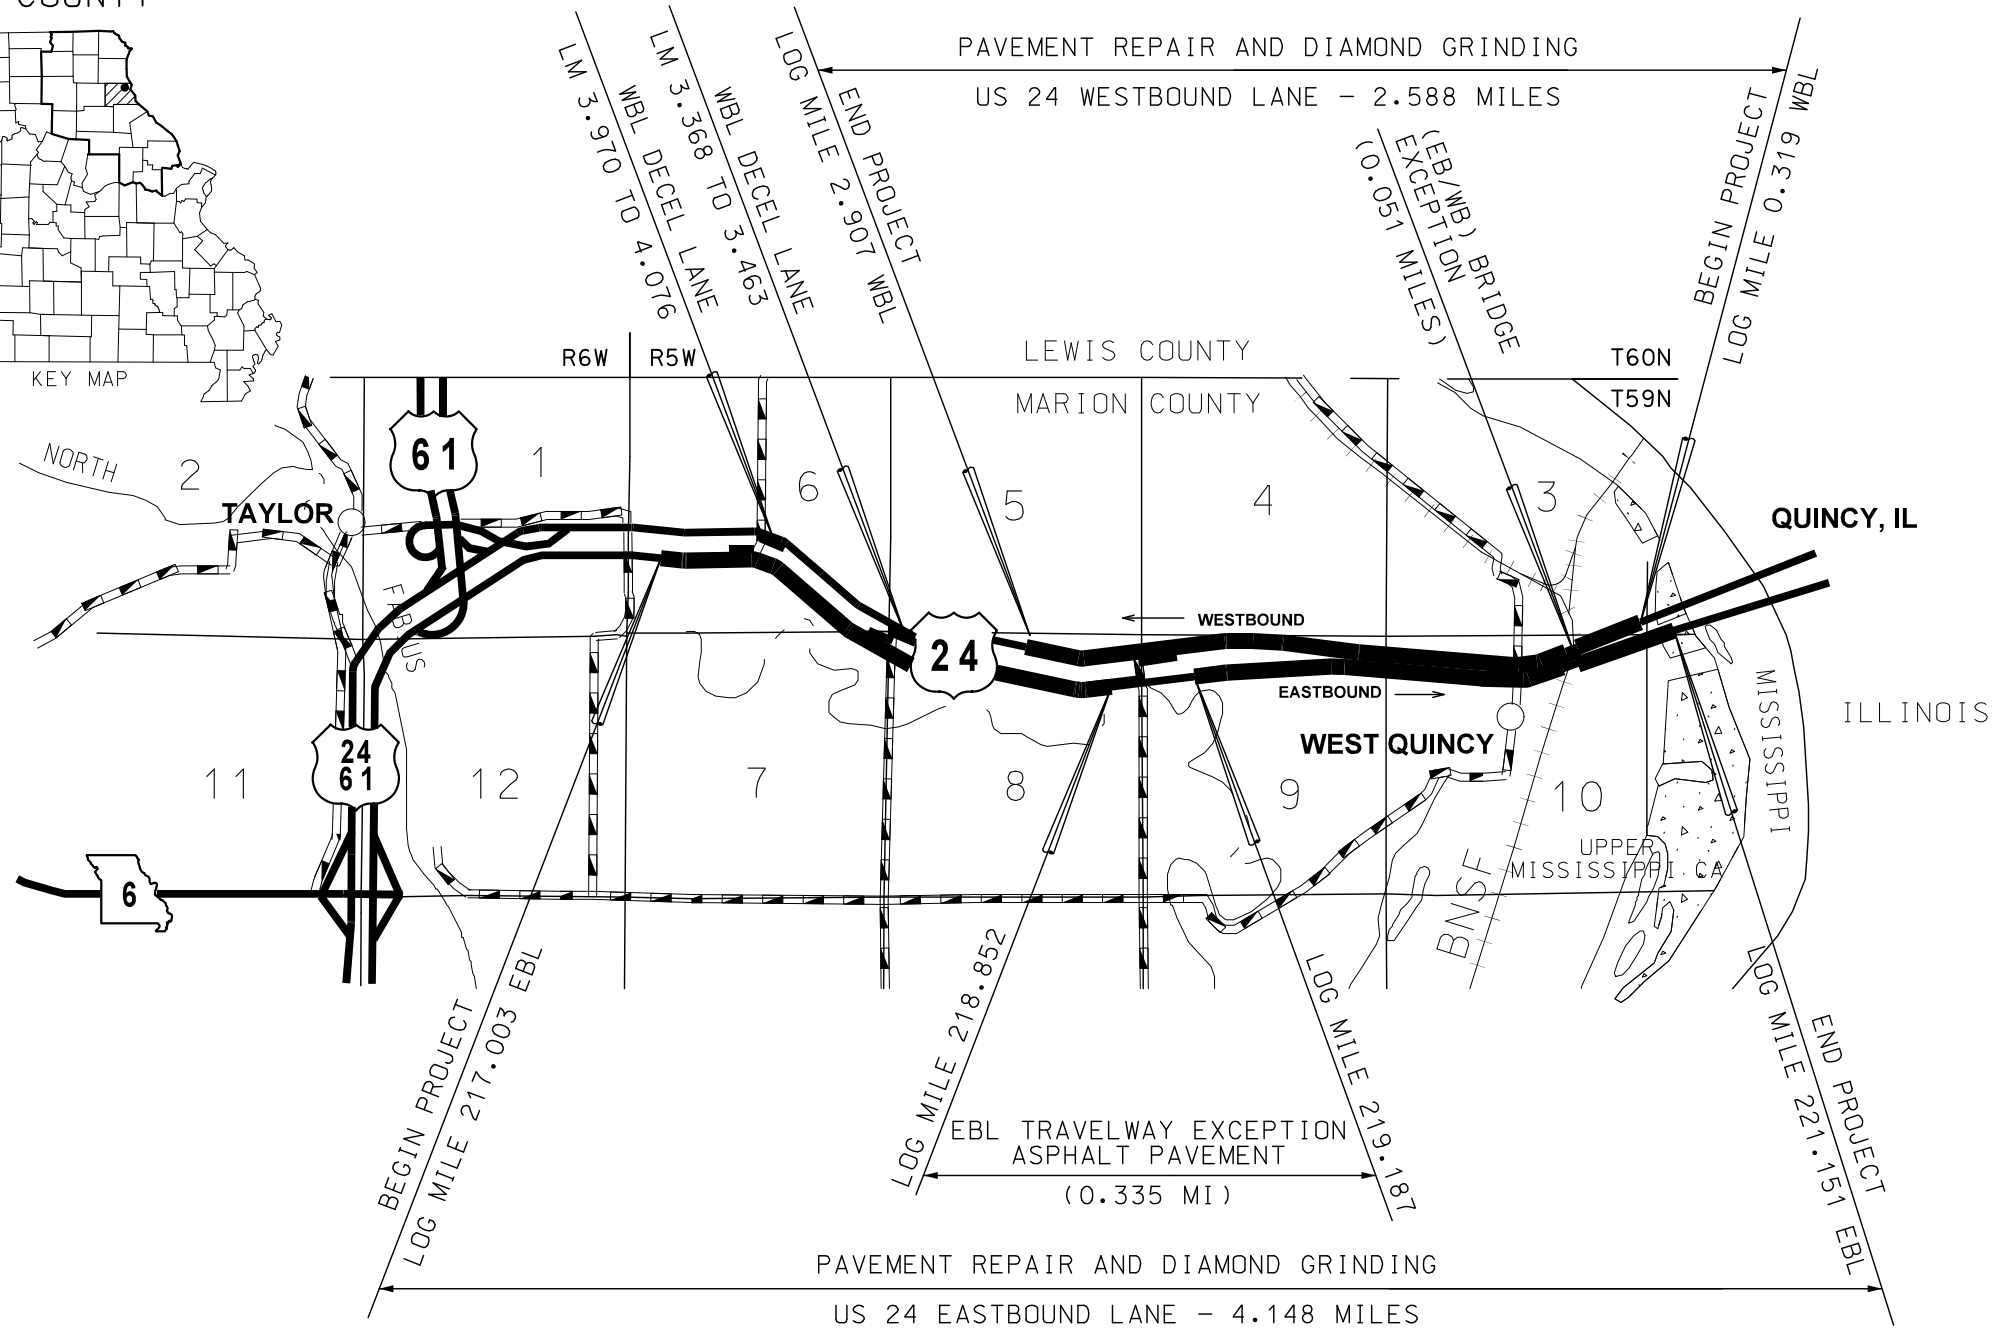 COUNTY
KEY MAP
PAVEMENT REPAIR AND DIAMOND GRINDING
US 24 WESTBOUND LANE - 2.588 MILES
WBL DECEL LANE
LM 3.970 TO 4.076
WBL DECEL LANE
LM 3.368 TO 3.463
END PROJECT
LOG MILE 2.907 WBL
(EB/WB) BRIDGE
EXCEPTION
(0.051 MILES)
BEGIN PROJECT
LOG MILE 0.319 WBL
R6W
R5W
LEWIS COUNTY
MARION COUNTY
T60N
T59N
NORTH
FABIUS
2
1
6
5
4
3
61
TAYLOR
QUINCY, IL
WESTBOUND
24
EASTBOUND
WEST QUINCY
MISSISSIPPI
ILLINOIS
24
61
11
12
7
8
9
10
UPPER
MISSISSIPPI CA
6
BNSF
BEGIN PROJECT
LOG MILE 217.003 EBL
LOG MILE 218.852
LOG MILE 219.187
EBL TRAVELWAY EXCEPTION
ASPHALT PAVEMENT
(0.335 MI)
END PROJECT
LOG MILE 221.151 EBL
PAVEMENT REPAIR AND DIAMOND GRINDING
US 24 EASTBOUND LANE - 4.148 MILES